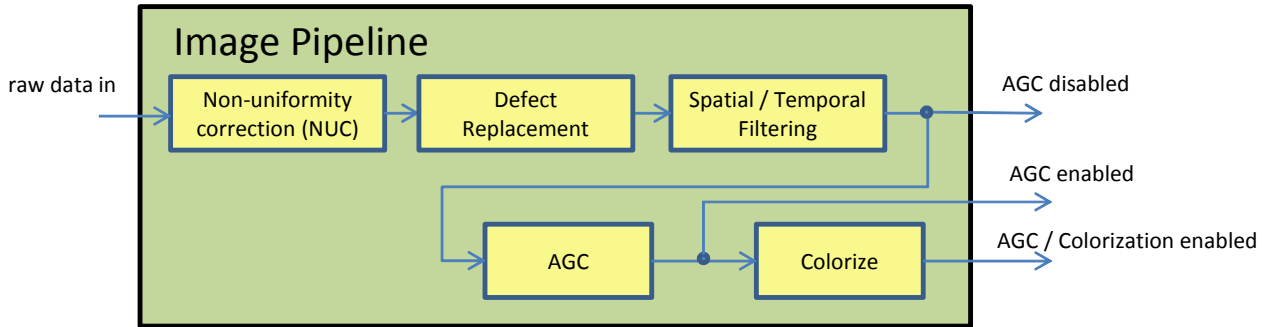 Image Pipeline
raw data in
Non-uniformity
correction (NUC)
Defect
Replacement
Spatial / Temporal
Filtering
AGC disabled
AGC enabled
AGC
Colorize
AGC / Colorization enabled